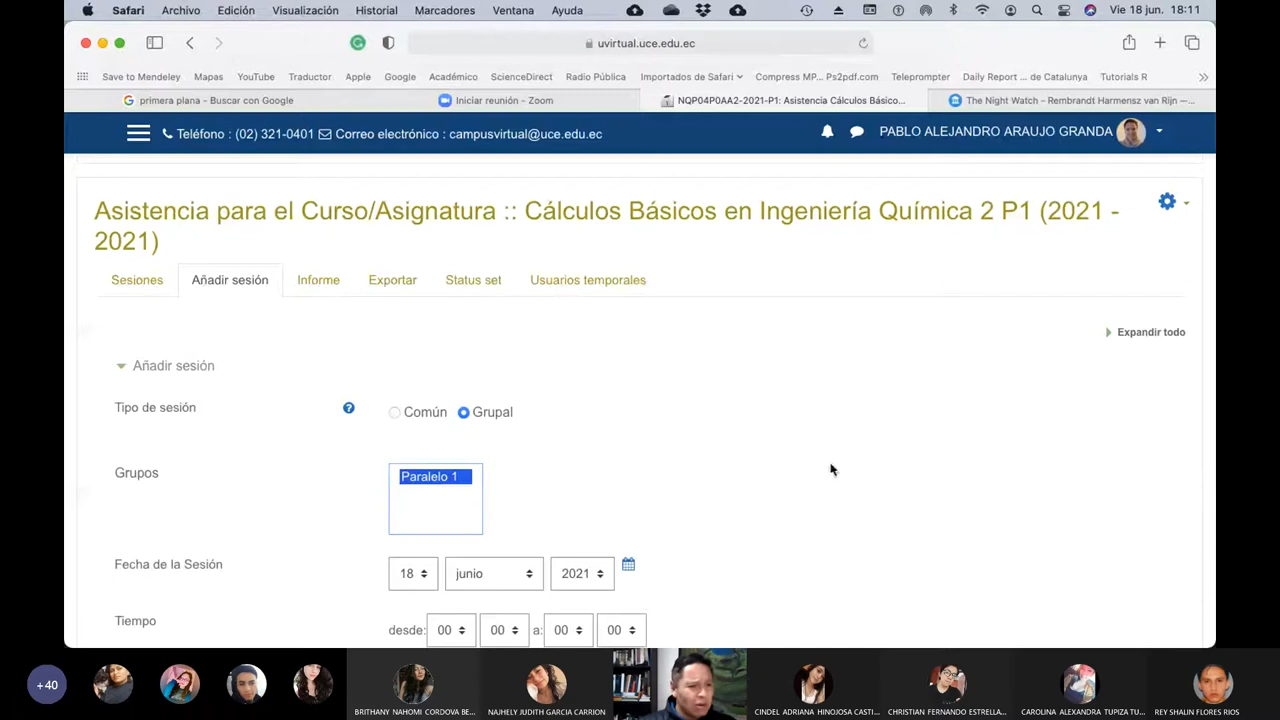 Safari Archivo Edición Visualización Historial Marcadores Ventana Ayuda Vie 18 jun. 18:11
uvirtual.uce.edu.ec
Save to Mendeley Mapas YouTube Traductor Apple Google Académico ScienceDirect Radio Pública Importados de Safari Compress MP... Ps2pdf.com Teleprompter Daily Report ... de Catalunya Tutorials R
primera plana - Buscar con Google Iniciar reunión - Zoom NQP04P0AA2-2021-P1: Asistencia Cálculos Básico... The Night Watch – Rembrandt Harmensz van Rijn –...
Teléfono : (02) 321-0401 Correo electrónico : campusvirtual@uce.edu.ec PABLO ALEJANDRO ARAUJO GRANDA
Asistencia para el Curso/Asignatura :: Cálculos Básicos en Ingeniería Química 2 P1 (2021 -
2021)
Sesiones Añadir sesión Informe Exportar Status set Usuarios temporales
Expandir todo
Añadir sesión
Tipo de sesión ? Común Grupal
Grupos Paralelo 1
Fecha de la Sesión 18 junio 2021
Tiempo desde: 00 00 a: 00 00
+40 BRITHANY NAHOMI CORDOVA BE... NAJHELY JUDITH GARCIA CARRION CINDEL ADRIANA HINOJOSA CASTI... CHRISTIAN FERNANDO ESTRELLA... CAROLINA ALEXANDRA TUPIZA TU... REY SHALIN FLORES RIOS